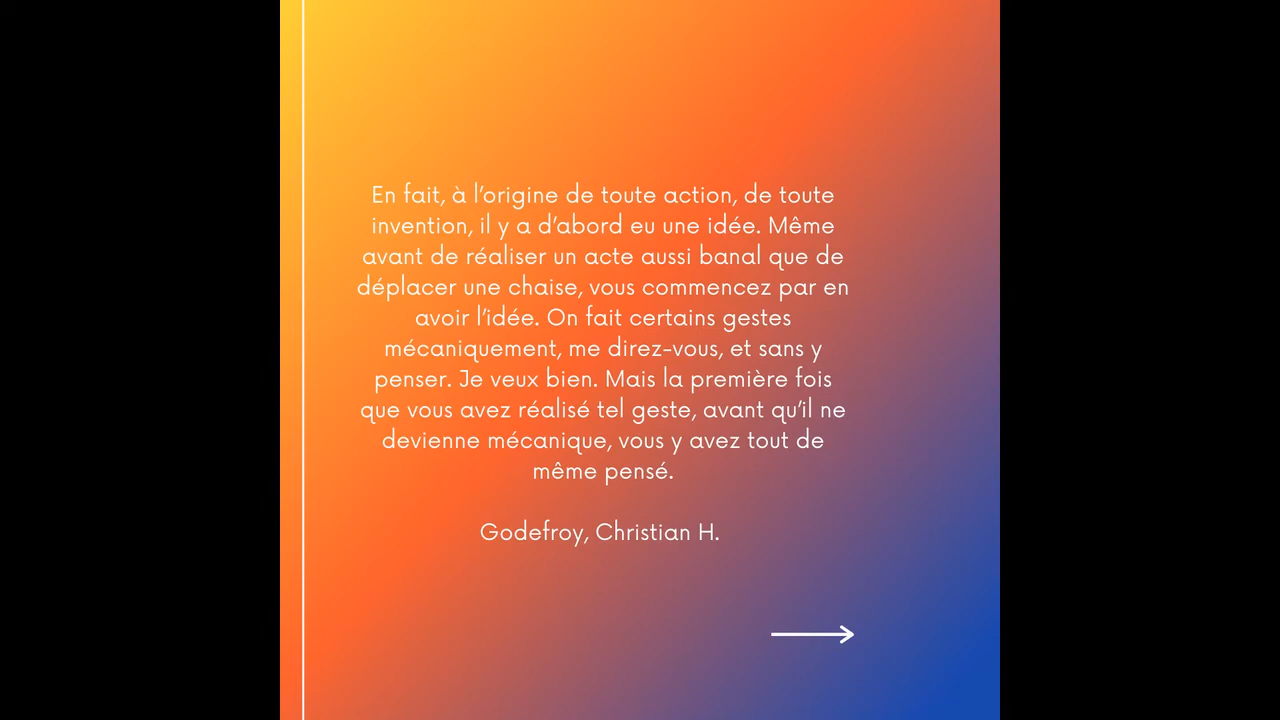 En fait, à l'origine de toute action, de toute
invention, il y a d'abord eu une idée. Même
avant de réaliser un acte aussi banal que de
déplacer une chaise, vous commencez par en
avoir l'idée. On fait certains gestes
mécaniquement, me direz-vous, et sans y
penser. Je veux bien. Mais la première fois
que vous avez réalisé tel geste, avant qu'il ne
devienne mécanique, vous y avez tout de
même pensé.
Godefroy, Christian H.